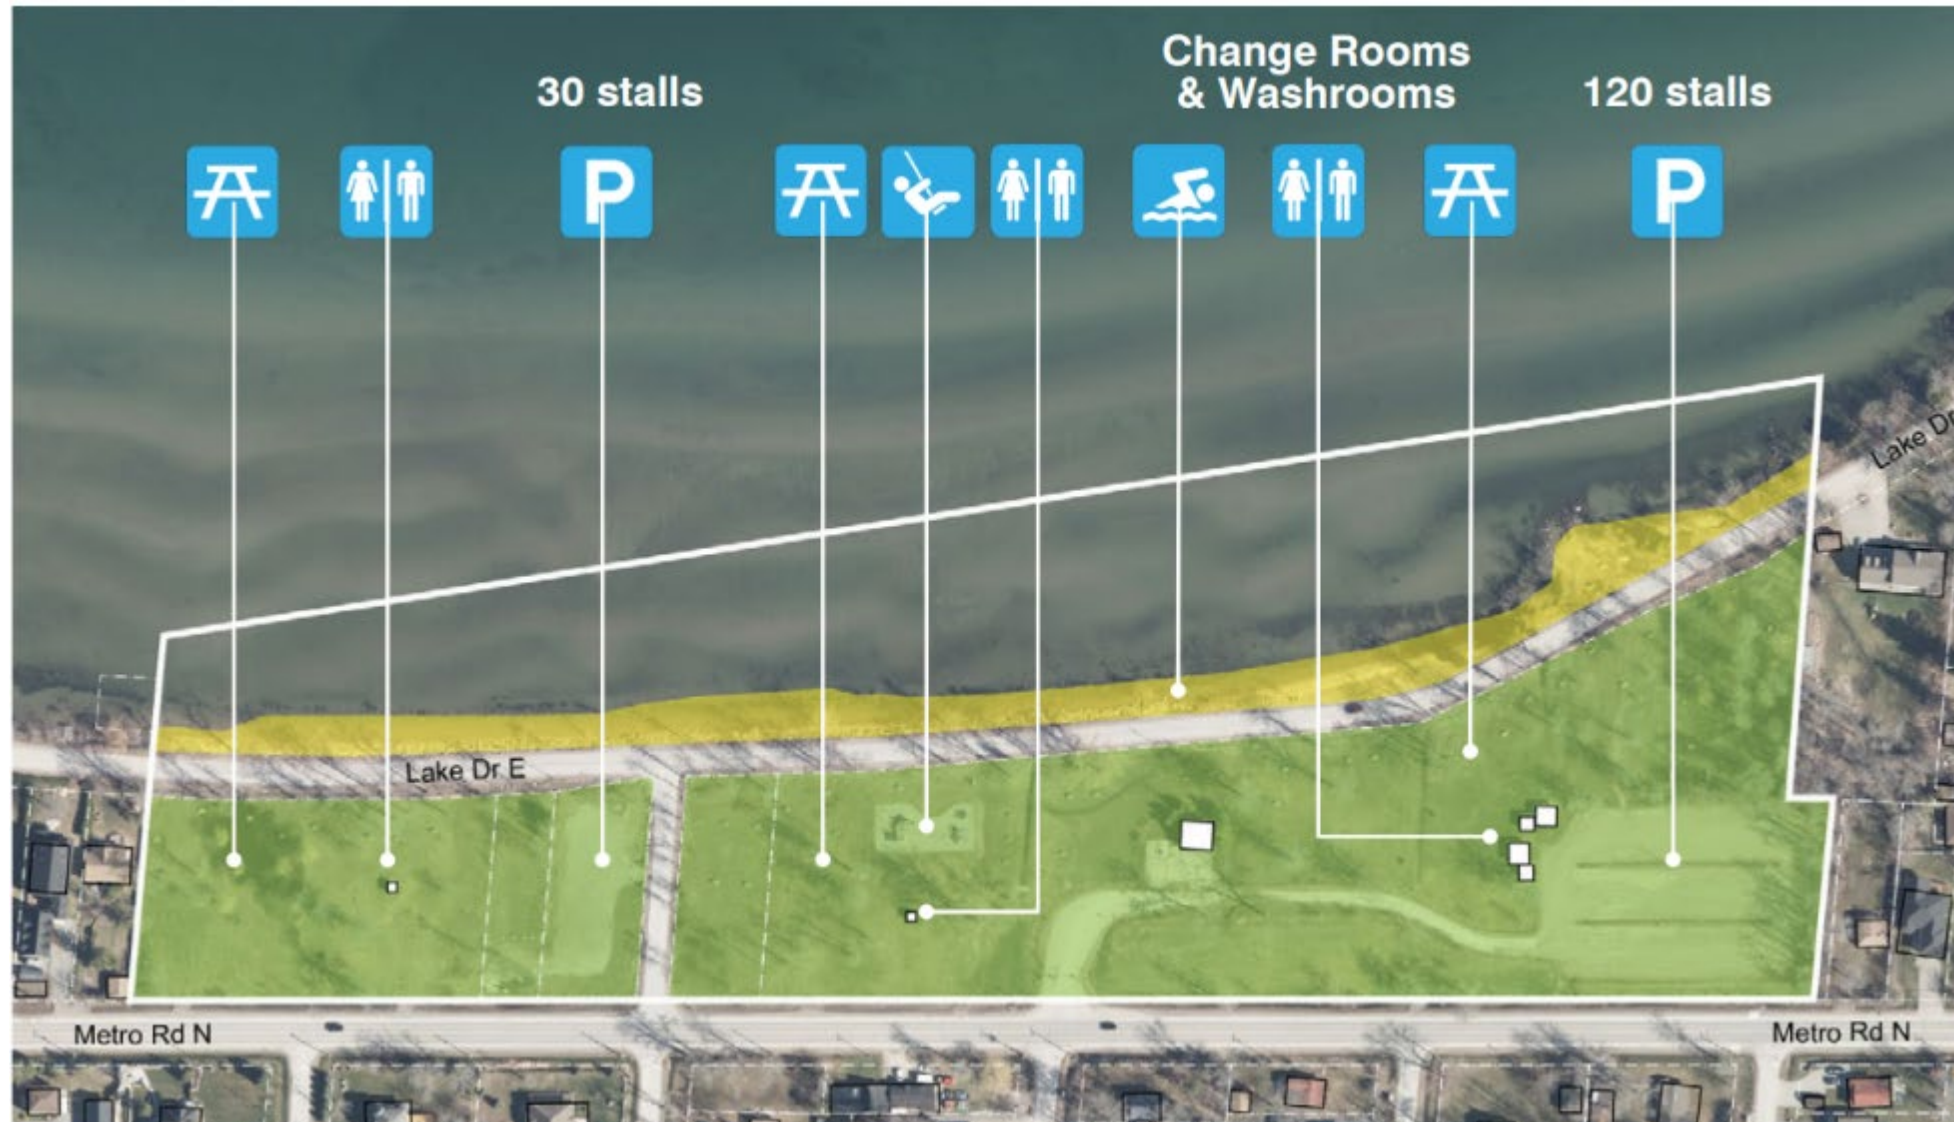 Change Rooms
& Washrooms
30 stalls
120 stalls
P
P
Lake Dr
Lake Dr E
Metro Rd N
Metro Rd N